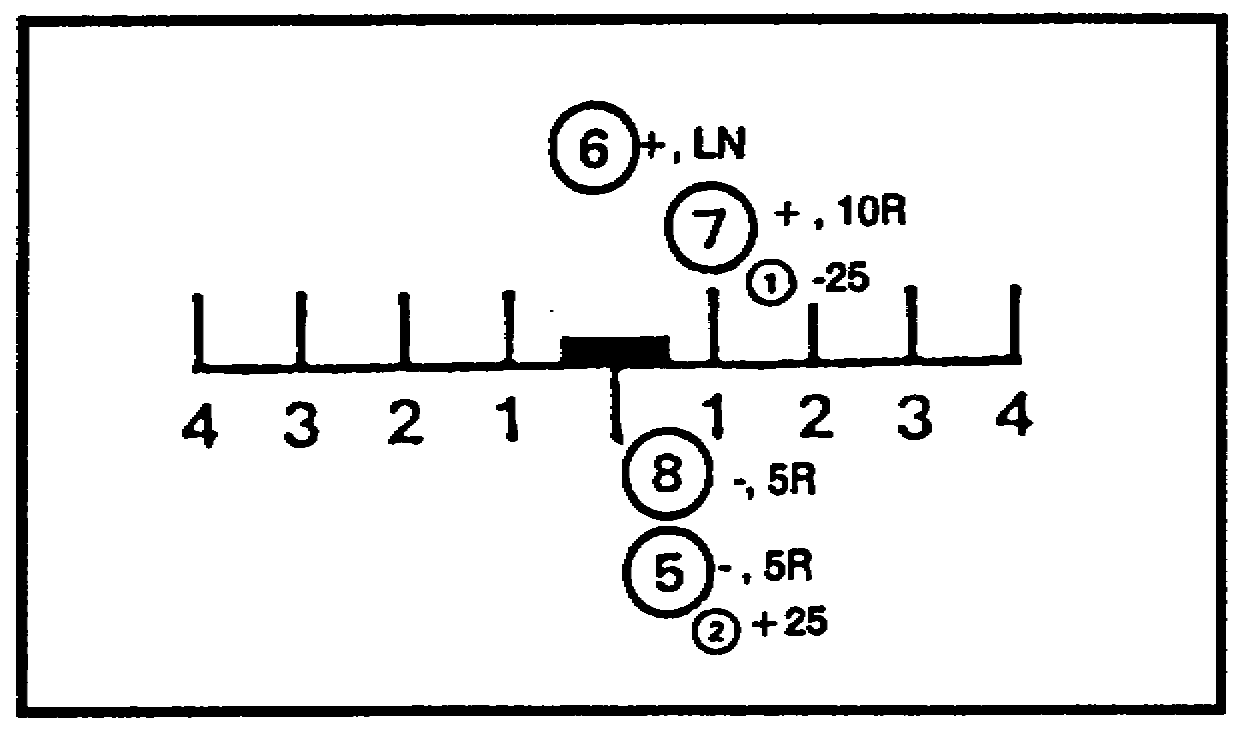 6 +, LN
7 + , 10R
1 -25
4 3 2 1 1 2 3 4
8 -, 5R
5 - , 5R
2 + 25